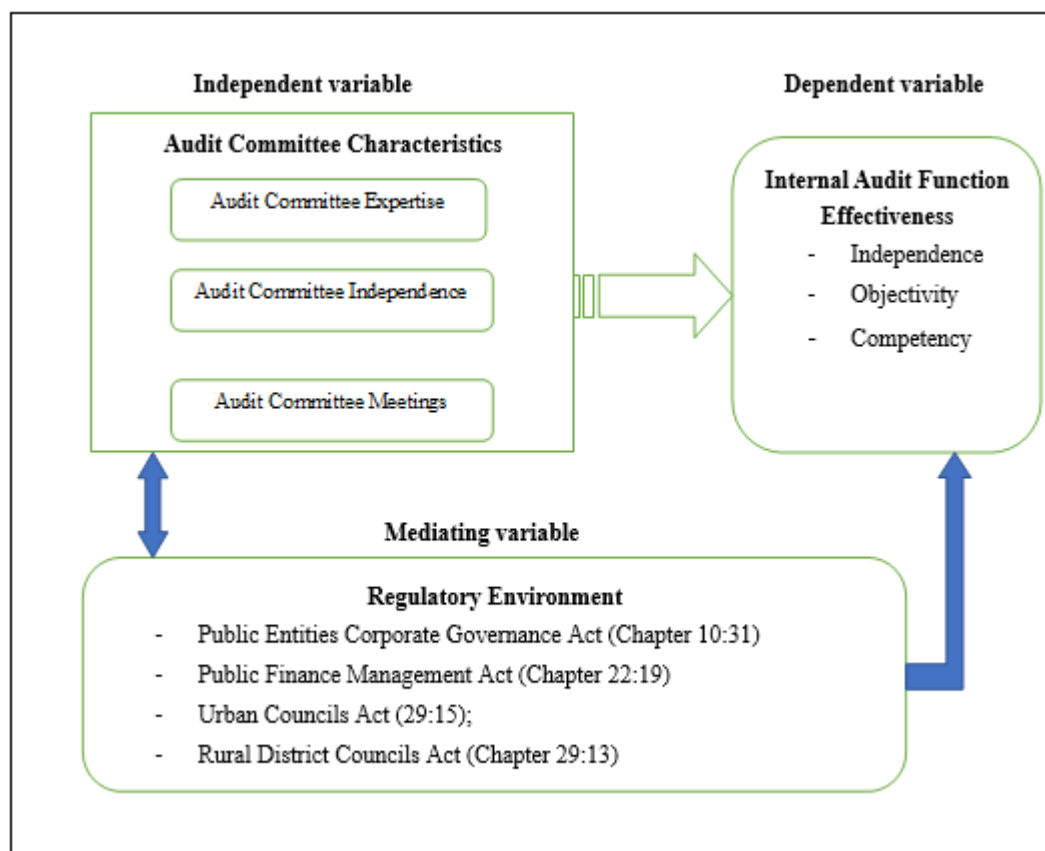 Independent variable
Audit Committee Characteristics
Audit Committee Expertise
Audit Committee Independence
Audit Committee Meetings
Dependent variable
Internal Audit Function
Effectiveness
- Independence
- Objectivity
- Competency
Mediating variable
Regulatory Environment
- Public Entities Corporate Governance Act (Chapter 10:31)
- Public Finance Management Act (Chapter 22:19)
- Urban Councils Act (29:15);
- Rural District Councils Act (Chapter 29:13)